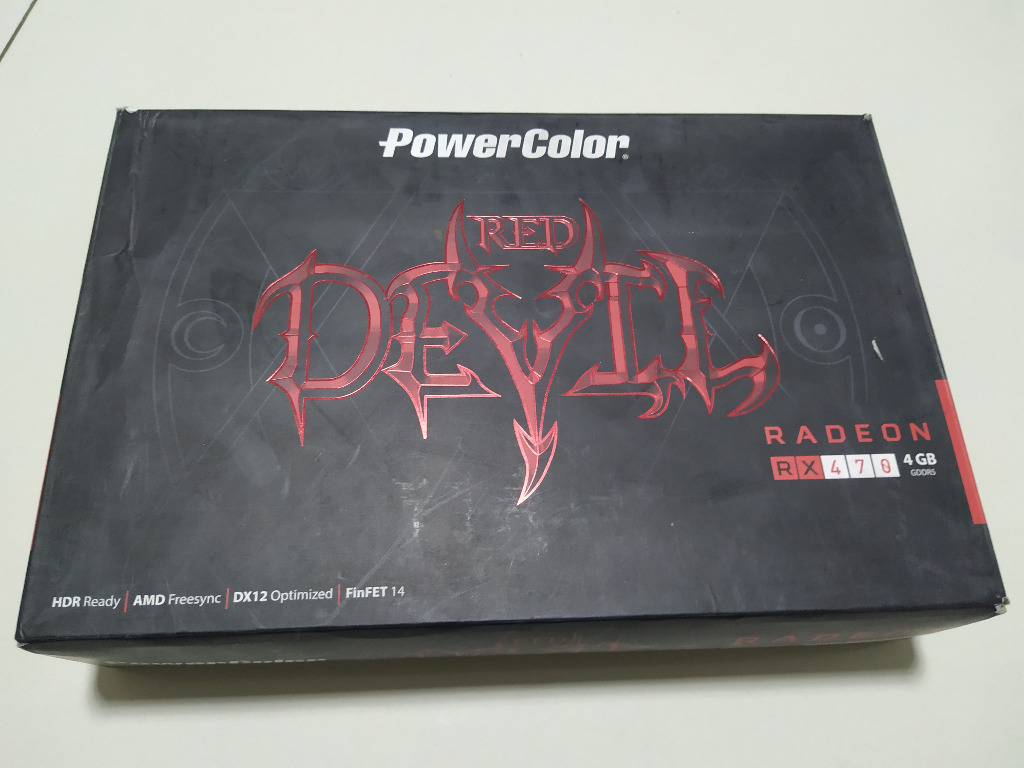 PowerColor
RED
DEVIL
RADEON
RX 470 4 GB
GDDR5
HDR Ready | AMD Freesync | DX12 Optimized | FinFET 14